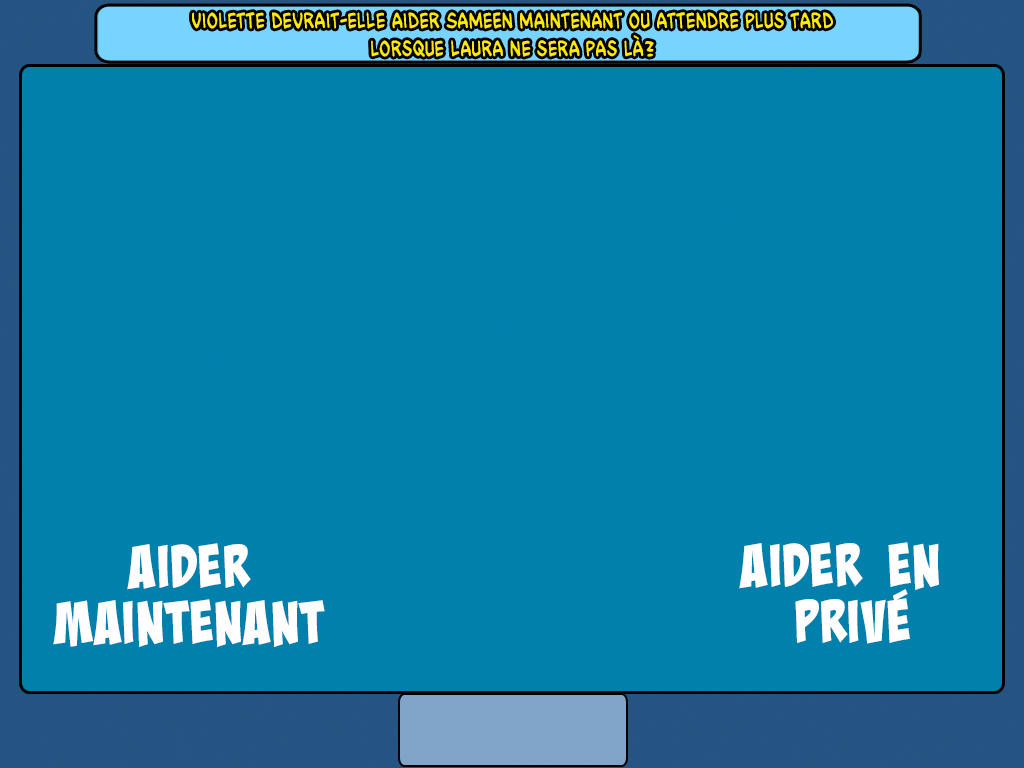 VIOLETTE DEVRAIT-ELLE AIDER SAMEEN MAINTENANT OU ATTENDRE PLUS TARD
LORSQUE LAURA NE SERA PAS LÀ?
AIDER
MAINTENANT
AIDER EN
PRIVÉ